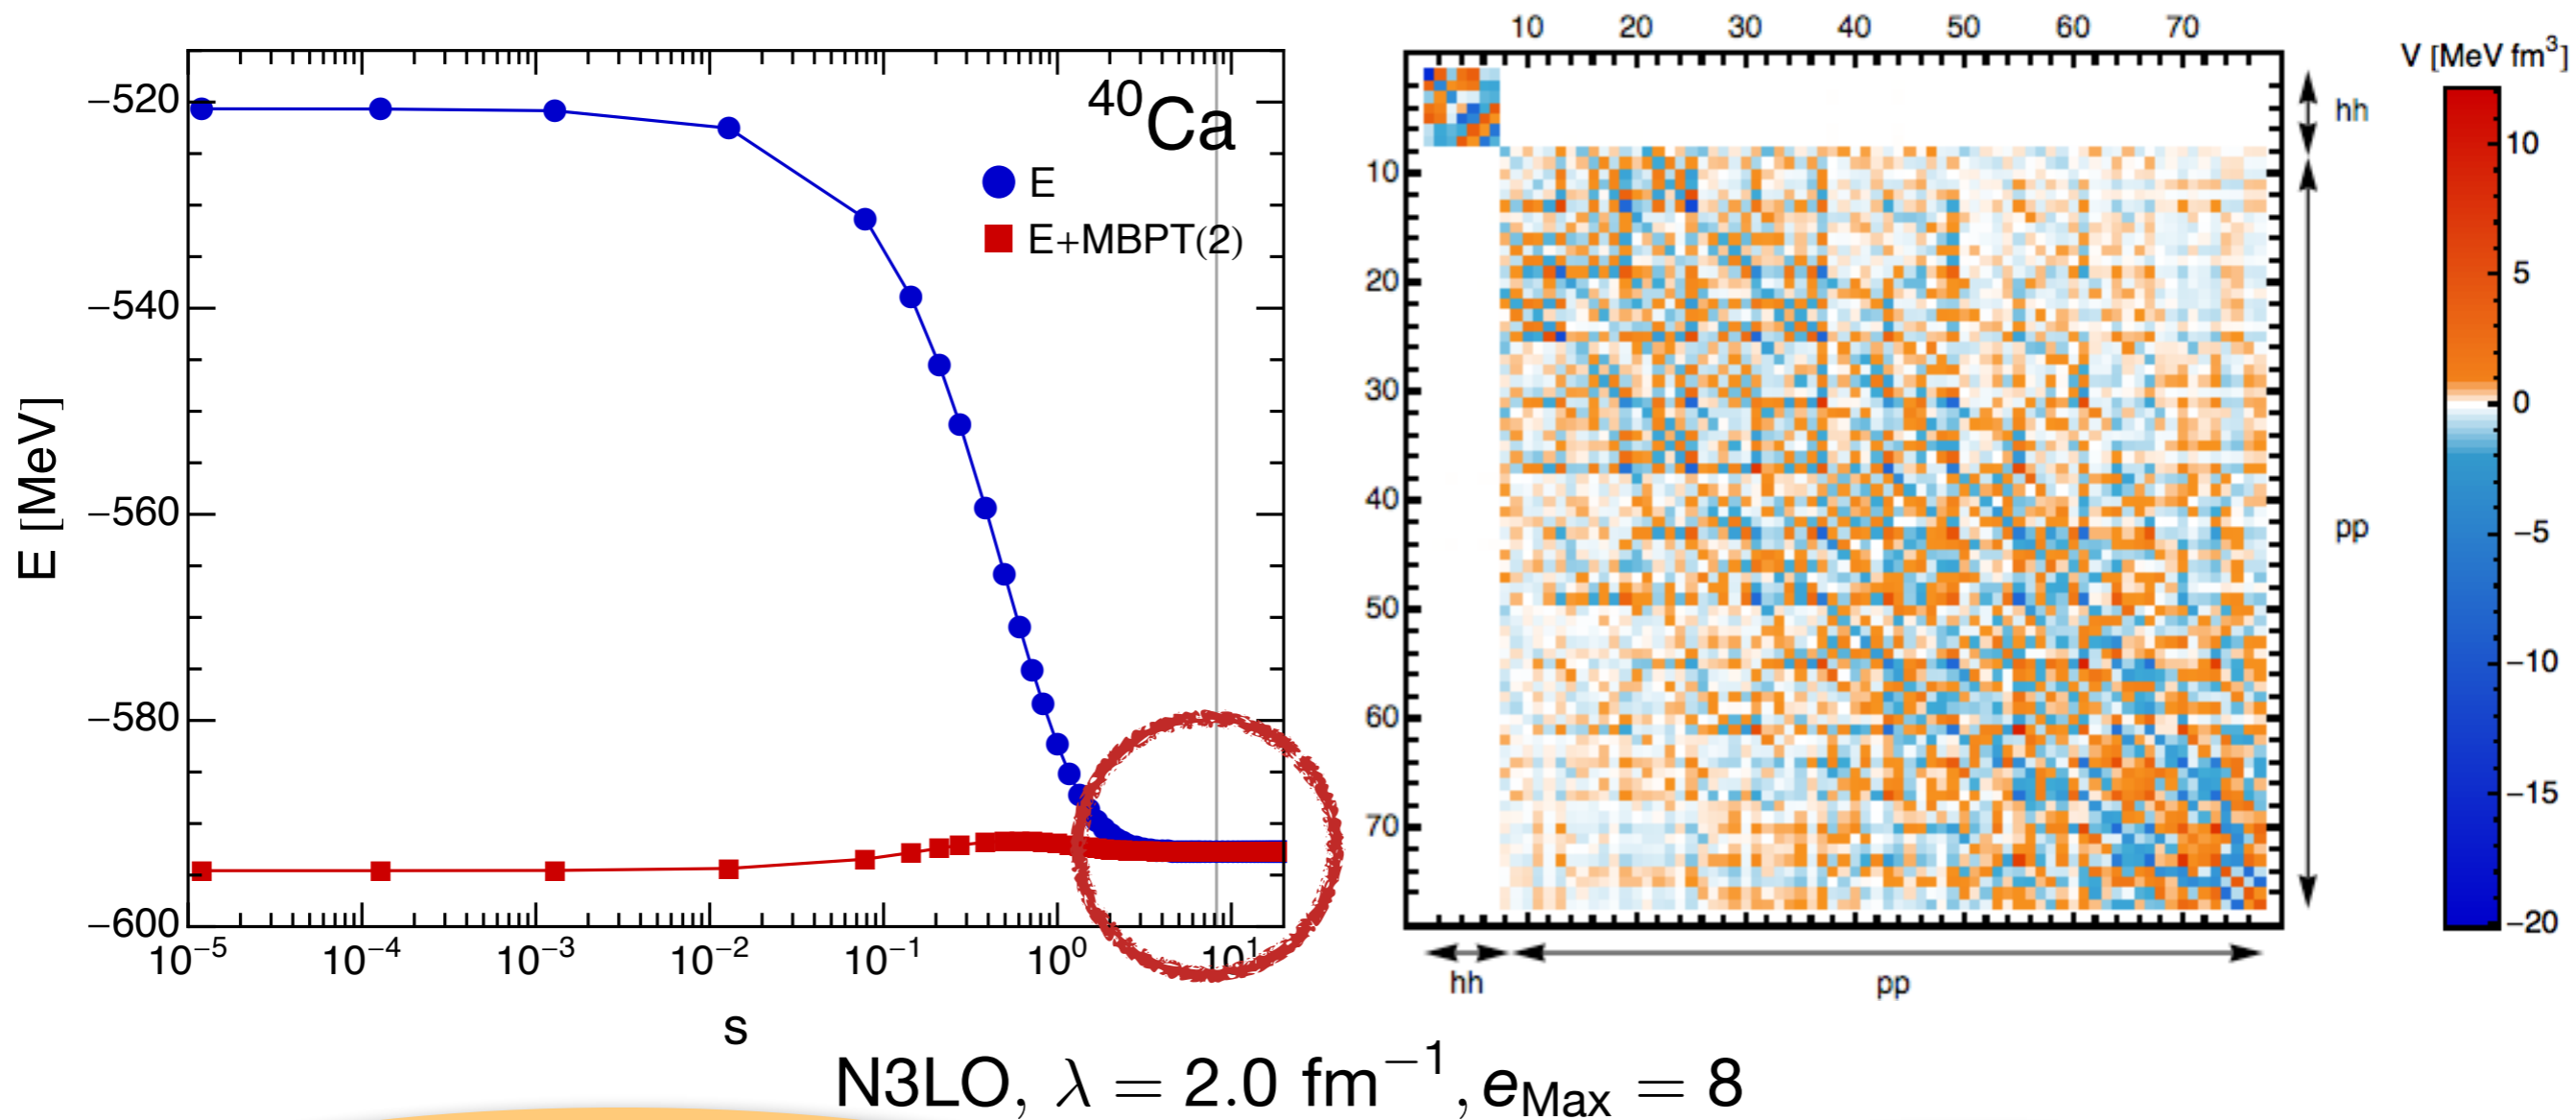 E [MeV]
−520
−540
−560
−580
−600
10⁻⁵ 10⁻⁴ 10⁻³ 10⁻² 10⁻¹ 10⁰ 10¹
s
⁴⁰Ca
E
E+MBPT(2)
10 20 30 40 50 60 70
10
20
30
40
50
60
70
hh
pp
hh pp
V [MeV fm³]
10
5
0
−5
−10
−15
−20
N3LO, λ = 2.0 fm⁻¹, eMax = 8